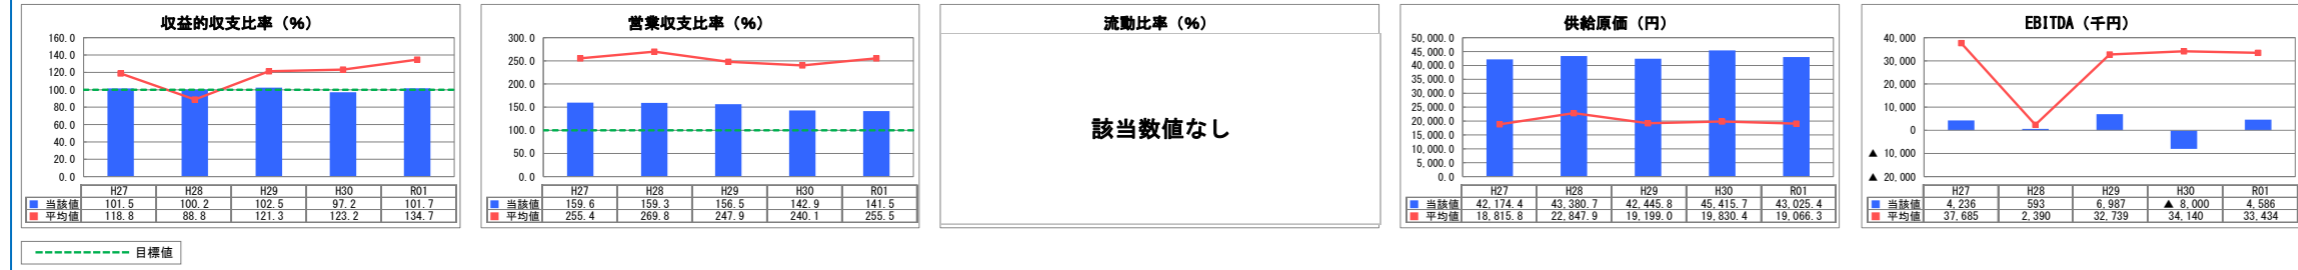 収益的収支比率（%）
160.0
140.0
120.0
100.0
80.0
60.0
40.0
20.0
0.0
H27 H28 H29 H30 R01
当該値 101.5 100.2 102.5 97.2 101.7
平均値 118.8 88.8 121.3 123.2 134.7
営業収支比率（%）
300.0
250.0
200.0
150.0
100.0
50.0
0.0
H27 H28 H29 H30 R01
当該値 159.6 159.3 156.5 142.9 141.5
平均値 255.4 269.8 247.9 240.1 255.5
流動比率（%）
該当数値なし
供給原価（円）
50,000.0
45,000.0
40,000.0
35,000.0
30,000.0
25,000.0
20,000.0
15,000.0
10,000.0
5,000.0
0.0
H27 H28 H29 H30 R01
当該値 42,174.4 43,380.7 42,445.8 45,415.7 43,025.4
平均値 18,815.8 22,847.9 19,199.0 19,830.4 19,066.3
EBITDA（千円）
40,000
30,000
20,000
10,000
0
▲ 10,000
▲ 20,000
H27 H28 H29 H30 R01
当該値 4,236 593 6,987 ▲ 8,000 4,586
平均値 37,685 2,390 32,739 34,140 33,434
目標値